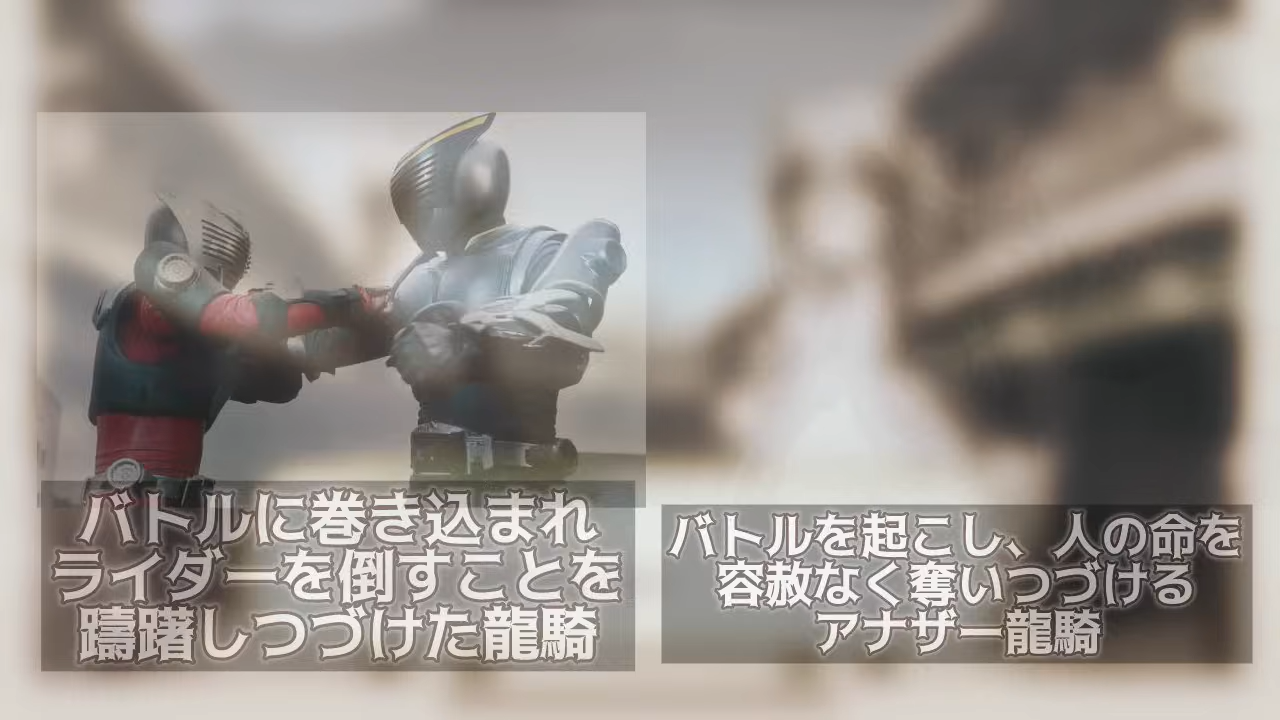 バトルに巻き込まれ
ライダーを倒すことを
躊躇しつづけた龍騎
バトルを起こし、人の命を
容赦なく奪いつづける
アナザー龍騎